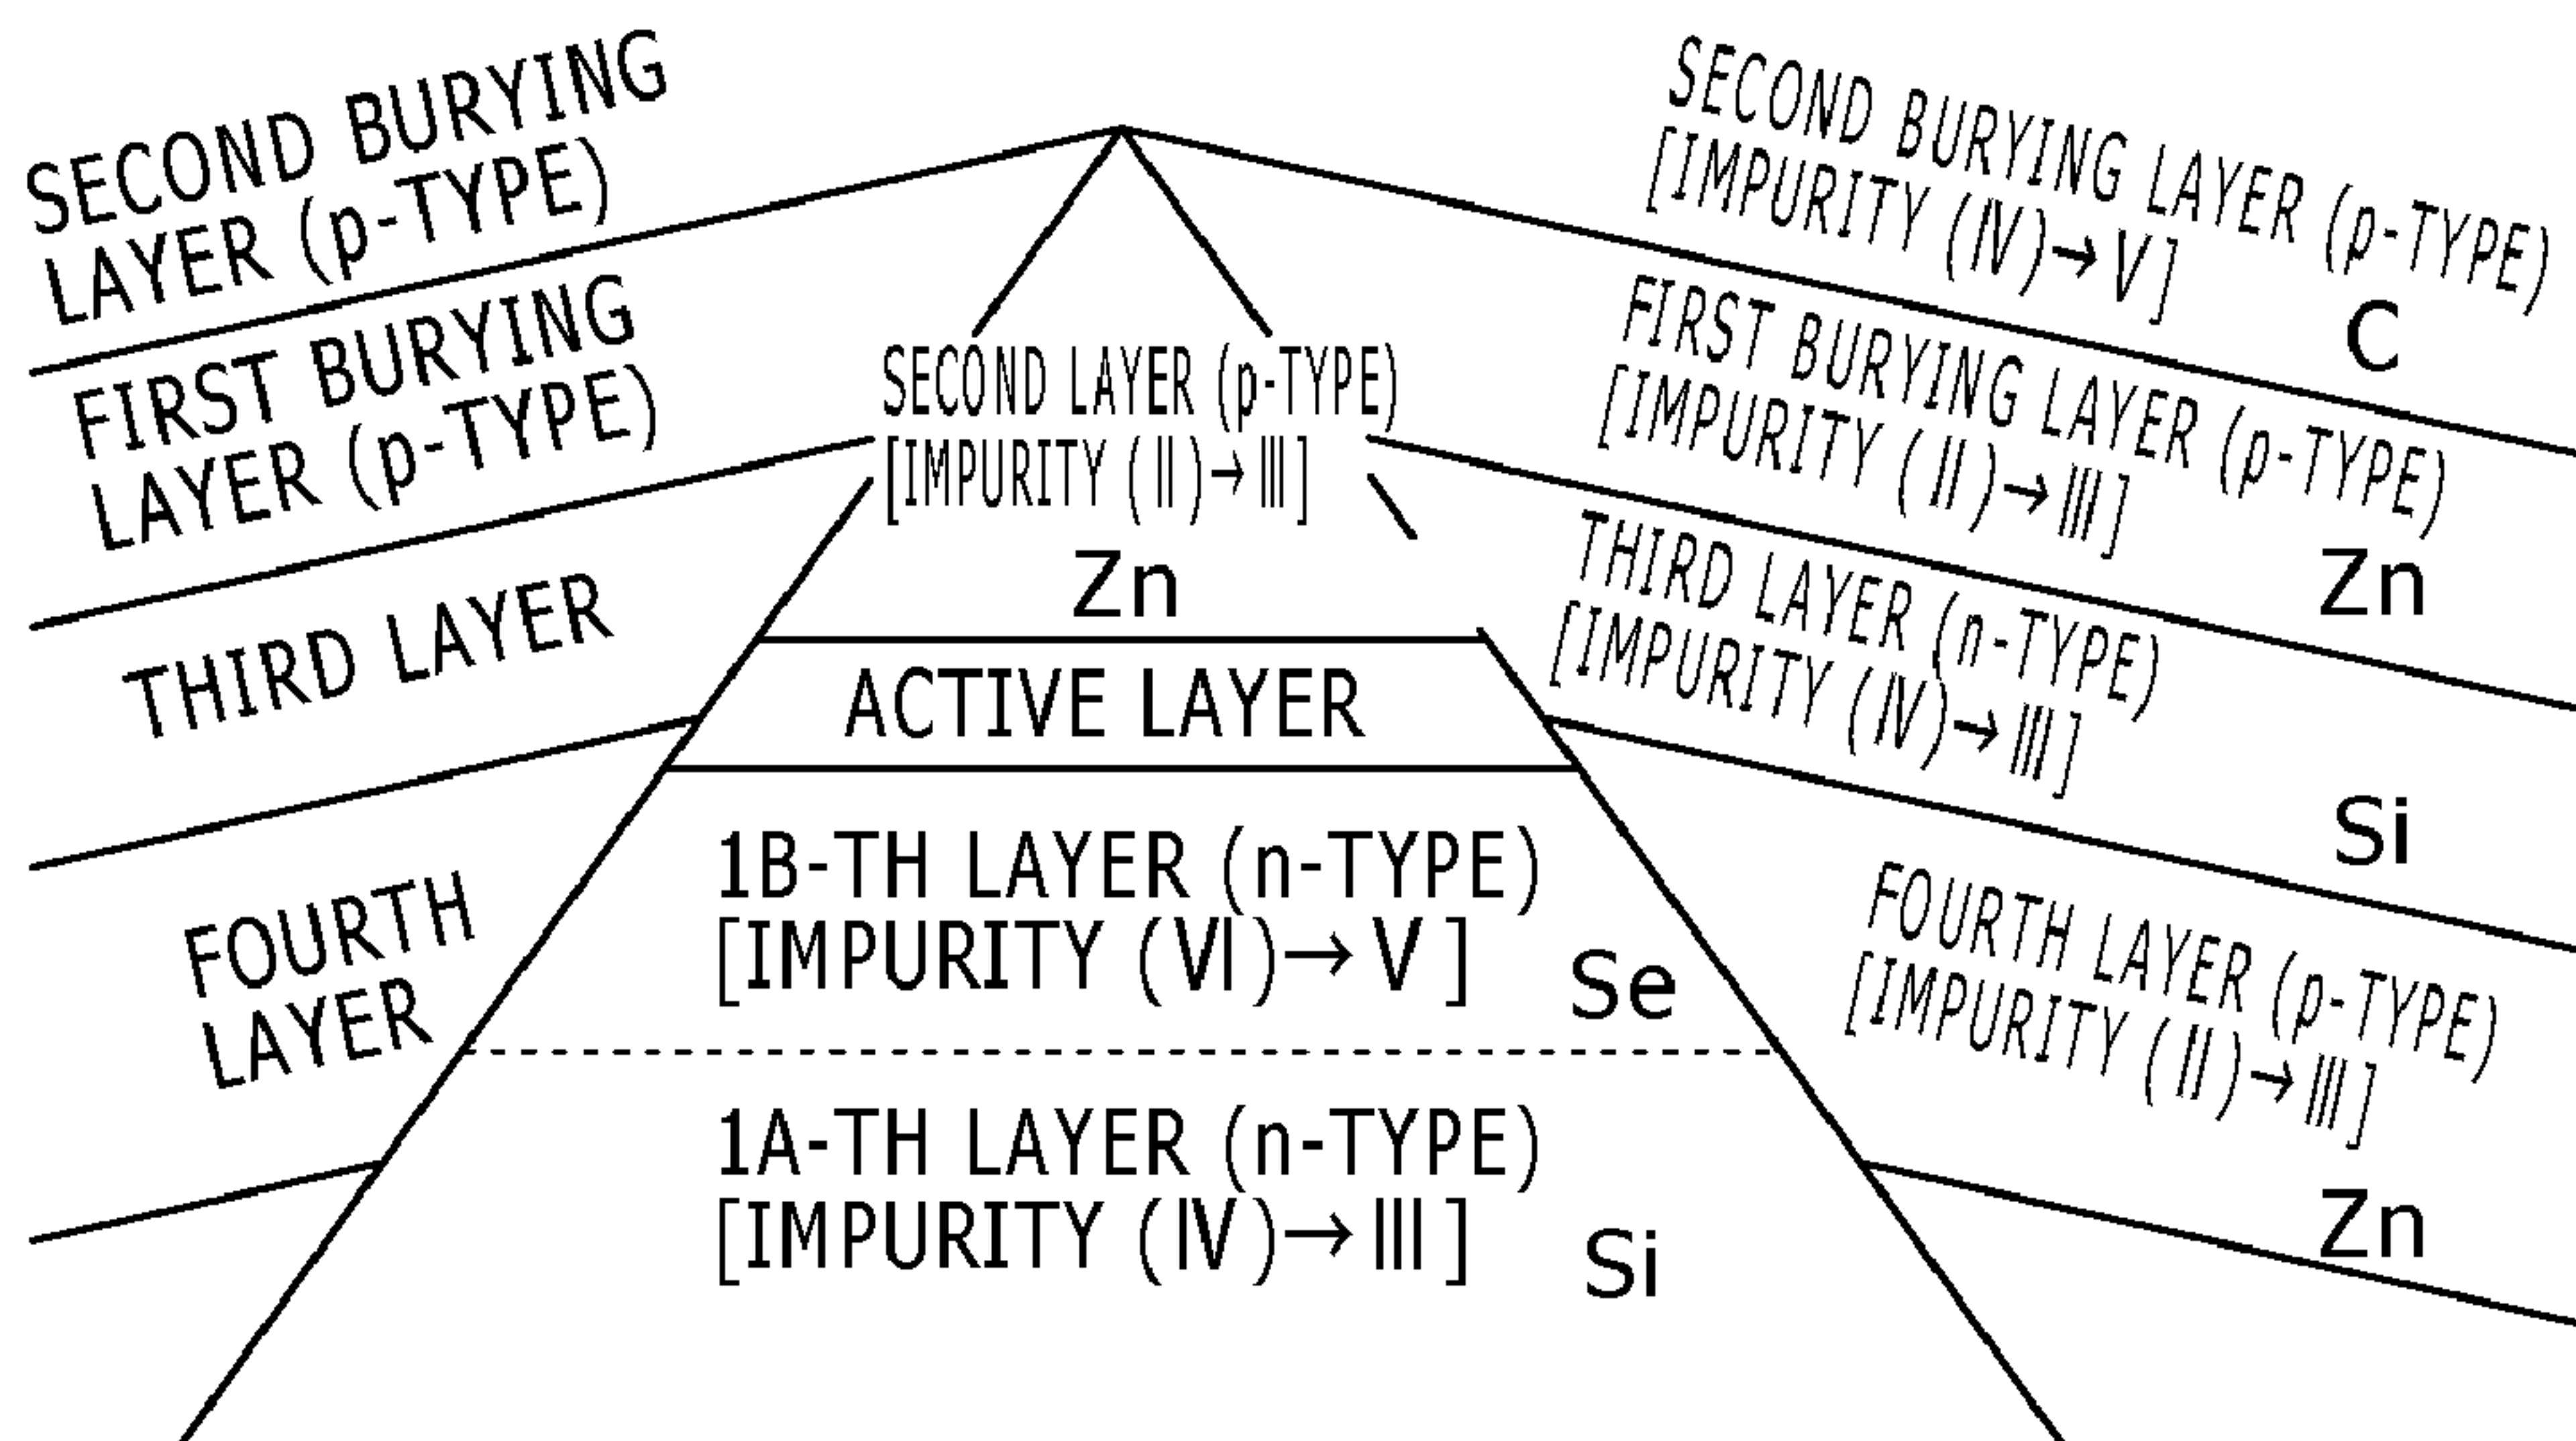 SECOND BURYING
LAYER (p-TYPE)
FIRST BURYING
LAYER (p-TYPE)
THIRD LAYER
FOURTH
LAYER
SECOND LAYER (p-TYPE)
[IMPURITY (Ⅱ)→Ⅲ]
Zn
ACTIVE LAYER
1B-TH LAYER (n-TYPE)
[IMPURITY (Ⅵ)→Ⅴ]
Se
1A-TH LAYER (n-TYPE)
[IMPURITY (Ⅳ)→Ⅲ]
Si
SECOND BURYING LAYER (p-TYPE)
[IMPURITY (Ⅳ)→Ⅴ]
C
FIRST BURYING LAYER (p-TYPE)
[IMPURITY (Ⅱ)→Ⅲ]
Zn
THIRD LAYER (n-TYPE)
[IMPURITY (Ⅳ)→Ⅲ]
Si
FOURTH LAYER (p-TYPE)
[IMPURITY (Ⅱ)→Ⅲ]
Zn